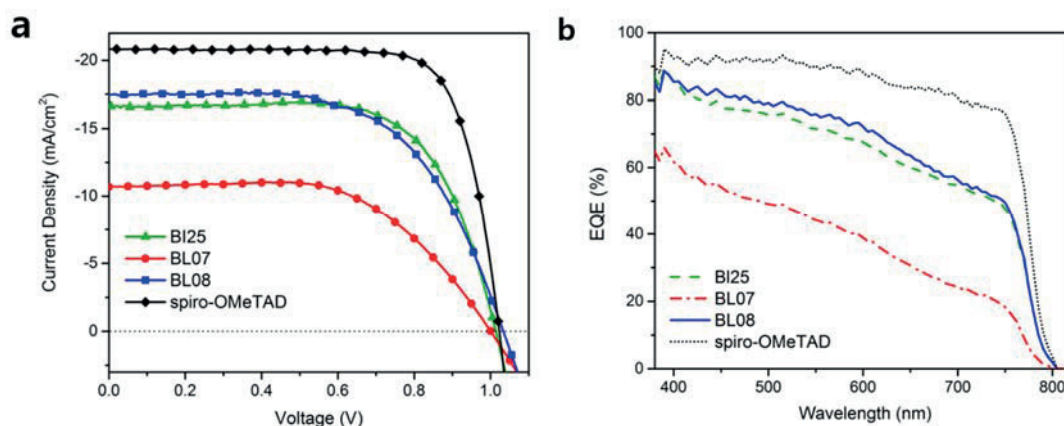 a
Current Density (mA/cm²)
-20
-15
-10
-5
0
BI25
BL07
BL08
spiro-OMeTAD
0.0 0.2 0.4 0.6 0.8 1.0
Voltage (V)
b
EQE (%)
100
80
60
40
20
0
BI25
BL07
BL08
spiro-OMeTAD
400 500 600 700 800
Wavelength (nm)